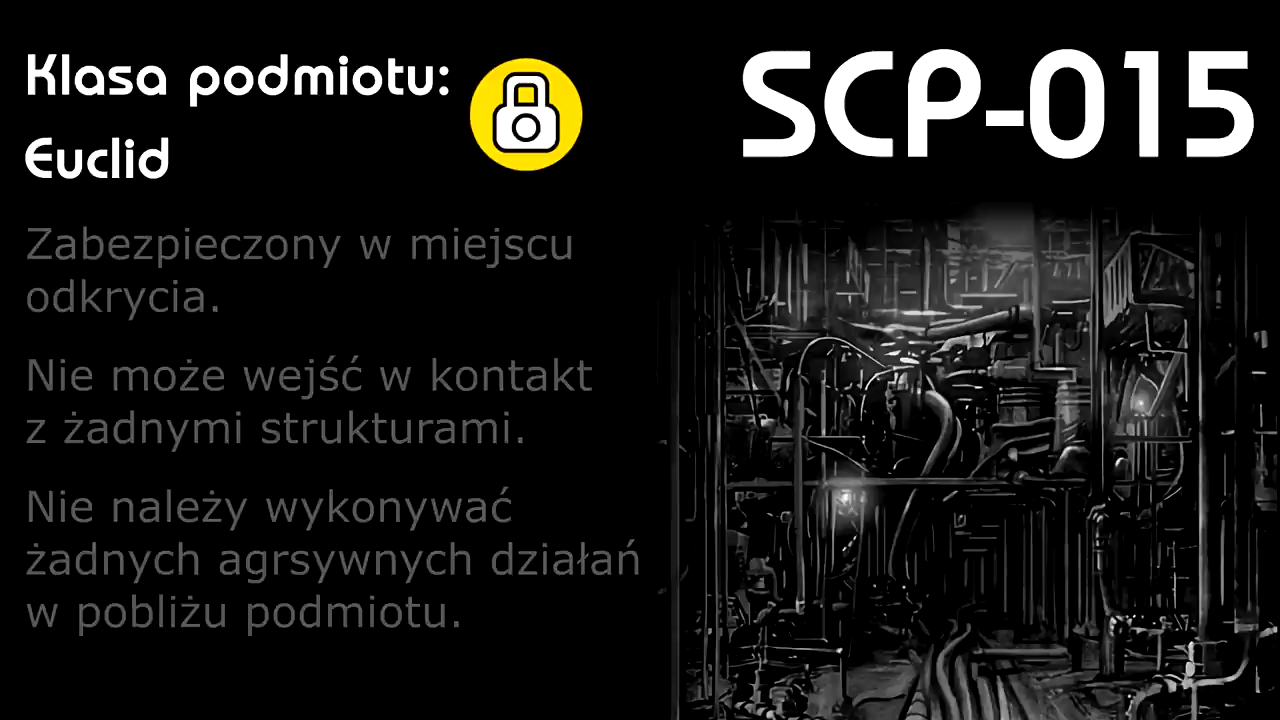 Klasa podmiotu:
Euclid
SCP-015
Zabezpieczony w miejscu
odkrycia.
Nie może wejść w kontakt
z żadnymi strukturami.
Nie należy wykonywać
żadnych agrsywnych działań
w pobliżu podmiotu.